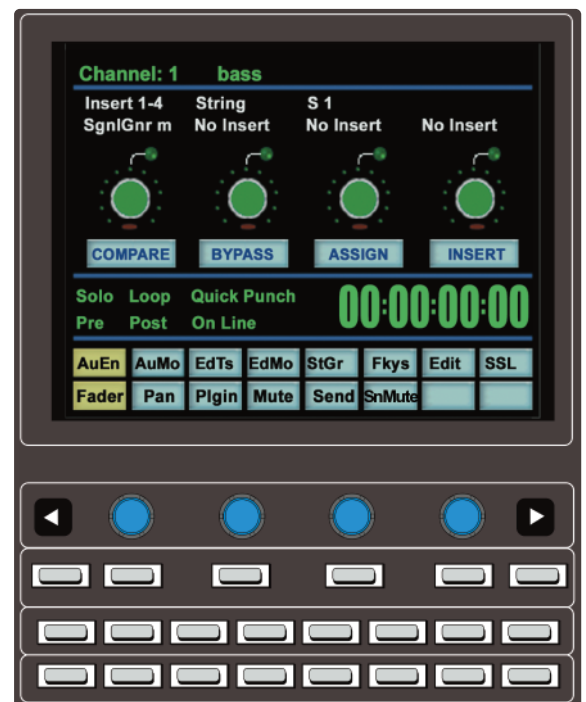 Channel: 1 bass
Insert 1-4 String S 1
SgnlGnr m No Insert No Insert No Insert
COMPARE BYPASS ASSIGN INSERT
Solo Loop Quick Punch 00:00:00:00
Pre Post On Line
AuEn AuMo EdTs EdMo StGr Fkys Edit SSL
Fader Pan Plgin Mute Send SnMute